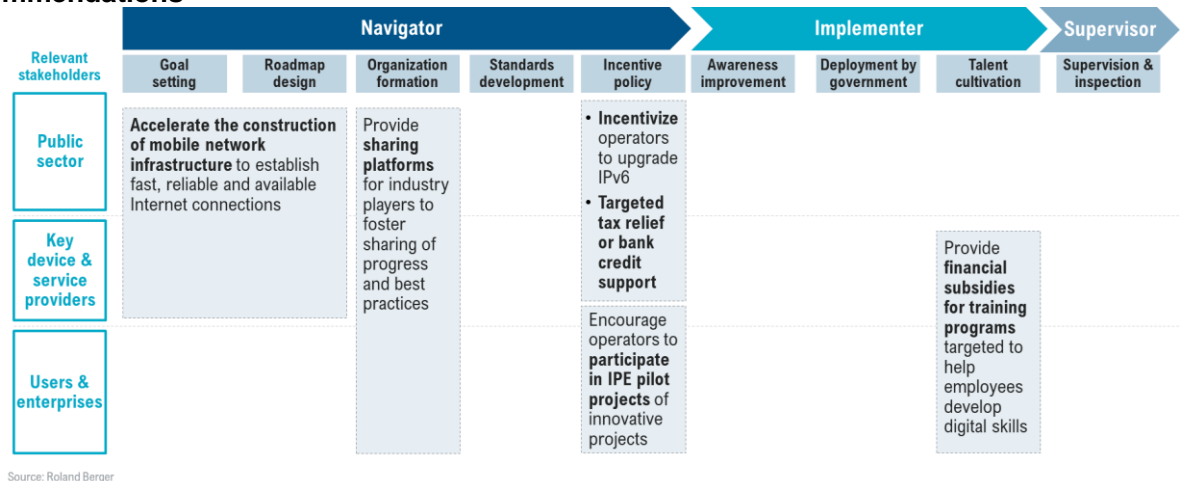 mmendations
Navigator
Implementer
Supervisor
Relevant
stakeholders
Goal
setting
Roadmap
design
Organization
formation
Standards
development
Incentive
policy
Awareness
improvement
Deployment by
government
Talent
cultivation
Supervision &
inspection
Public
sector
Accelerate the construction
of mobile network
infrastructure to establish
fast, reliable and available
Internet connections
Provide
sharing
platforms
for industry
players to
foster
sharing of
progress
and best
practices
• Incentivize
operators
to upgrade
IPv6
• Targeted
tax relief
or bank
credit
support
Key
device &
service
providers
Provide
financial
subsidies
for training
programs
targeted to
help
employees
develop
digital skills
Users &
enterprises
Encourage
operators to
participate
in IPE pilot
projects of
innovative
projects
Source: Roland Berger